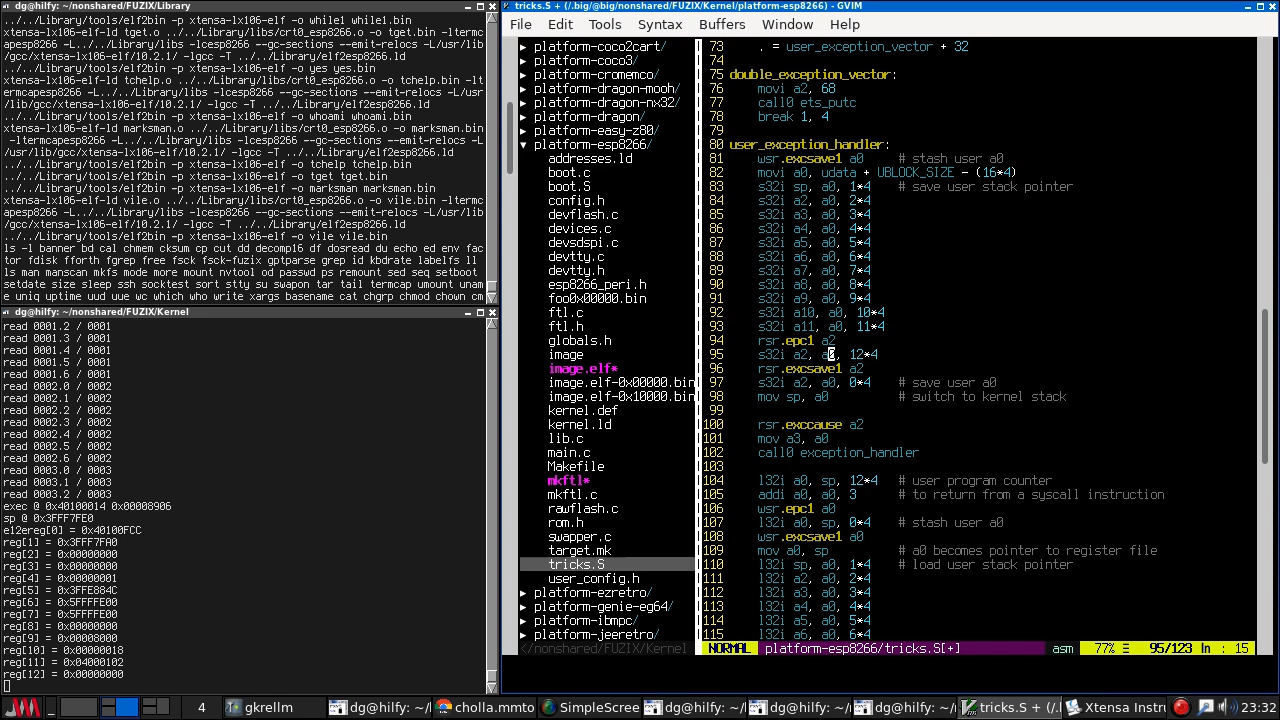 dg@hilfy: ~/nonshared/FUZIX/Library
xtensa-lx106-elf/../../Library/tools/elf2bin -p xtensa-lx106-elf -o while1 while1.bin
xtensa-lx106-elf-ld tget.o ../../Library/libs/crt0_esp8266.o -o tget.bin -ltermc
apesp8266 -L../../Library/libs -lcesp8266 --gc-sections --emit-relocs -L/usr/lib
/gcc/xtensa-lx106-elf/10.2.1/ -lgcc -T ../../Library/elf2esp8266.ld
../../Library/tools/elf2bin -p xtensa-lx106-elf -o yes yes.bin
xtensa-lx106-elf-ld tchelp.o ../../Library/libs/crt0_esp8266.o -o tchelp.bin -lt
ermcapesp8266 -L../../Library/libs -lcesp8266 --gc-sections --emit-relocs -L/usr
/lib/gcc/xtensa-lx106-elf/10.2.1/ -lgcc -T ../../Library/elf2esp8266.ld
../../Library/tools/elf2bin -p xtensa-lx106-elf -o whoami whoami.bin
xtensa-lx106-elf-ld marksman.o ../../Library/libs/crt0_esp8266.o -o marksman.bin
 -ltermcapesp8266 -L../../Library/libs -lcesp8266 --gc-sections --emit-relocs -L
/usr/lib/gcc/xtensa-lx106-elf/10.2.1/ -lgcc -T ../../Library/elf2esp8266.ld
../../Library/tools/elf2bin -p xtensa-lx106-elf -o tchelp tchelp.bin
../../Library/tools/elf2bin -p xtensa-lx106-elf -o tget tget.bin
../../Library/tools/elf2bin -p xtensa-lx106-elf -o marksman marksman.bin
xtensa-lx106-elf-ld vile.o ../../Library/libs/crt0_esp8266.o -o vile.bin -ltermc
apesp8266 -L../../Library/libs -lcesp8266 --gc-sections --emit-relocs -L/usr/lib
/gcc/xtensa-lx106-elf/10.2.1/ -lgcc -T ../../Library/elf2esp8266.ld
../../Library/tools/elf2bin -p xtensa-lx106-elf -o vile vile.bin
ls -l banner bd cal chmem cksum cp cut dd decomp16 df dosread du echo ed env fac
tor fdisk fforth fgrep free fsck fsck-fuzix gptparse grep id kbdrate labelfs ll
ls man manscan mkfs mode more mount nvtool od passwd ps remount sed seq setboot
setdate size sleep ssh socktest sort stty su swapon tar tail termcap umount unam
e uniq uptime uud uue wc which who write xargs basename cat chgrp chmod chown cm
dg@hilfy: ~/nonshared/FUZIX/Kernel
read 0001.2 / 0001
read 0001.3 / 0001
read 0001.4 / 0001
read 0001.5 / 0001
read 0001.6 / 0001
read 0002.0 / 0002
read 0002.1 / 0002
read 0002.2 / 0002
read 0002.3 / 0002
read 0002.4 / 0002
read 0002.5 / 0002
read 0002.6 / 0002
read 0003.0 / 0003
read 0003.1 / 0003
read 0003.2 / 0003
exec @ 0x40100014 0x00008906
sp @ 0x3FFF7FE0
e12ereg[0] = 0x40100FCC
reg[1] = 0x3FFF7FA0
reg[2] = 0x00000000
reg[3] = 0x00000000
reg[4] = 0x00000001
reg[5] = 0x3FFE884C
reg[6] = 0x5FFFFE00
reg[7] = 0x5FFFFE00
reg[8] = 0x00008000
reg[9] = 0x00008000
reg[10] = 0x00000018
reg[11] = 0x04000102
reg[12] = 0x00000000
tricks.S + (/.big/@big/nonshared/FUZIX/Kernel/platform-esp8266) - GVIM
File Edit Tools Syntax Buffers Window Help
▸ platform-coco2cart/
▸ platform-coco3/
▸ platform-cromemco/
▸ platform-dragon-mooh/
▸ platform-dragon-nx32/
▸ platform-dragon/
▸ platform-easy-z80/
▾ platform-esp8266/
addresses.ld
boot.c
boot.S
config.h
devflash.c
devices.c
devsdspi.c
devtty.c
devtty.h
esp8266_peri.h
foo0x00000.bin
ftl.c
ftl.h
globals.h
image
image.elf*
image.elf-0x00000.bin
image.elf-0x10000.bin
kernel.def
kernel.ld
lib.c
main.c
Makefile
mkftl*
mkftl.c
rawflash.c
rom.h
swapper.c
target.mk
tricks.S
user_config.h
▸ platform-ezretro/
▸ platform-genie-eg64/
▸ platform-ibmpc/
▸ platform-jeeretro/
</nonshared/FUZIX/Kernel
73 . = user_exception_vector + 32
74
75 double_exception_vector:
76 movi a2, 68
77 call0 ets_putc
78 break 1, 4
79
80 user_exception_handler:
81 wsr.excsave1 a0 # stash user a0
82 movi a0, udata + UBLOCK_SIZE - (16*4)
83 s32i sp, a0, 1*4 # save user stack pointer
84 s32i a2, a0, 2*4
85 s32i a3, a0, 3*4
86 s32i a4, a0, 4*4
87 s32i a5, a0, 5*4
88 s32i a6, a0, 6*4
89 s32i a7, a0, 7*4
90 s32i a8, a0, 8*4
91 s32i a9, a0, 9*4
92 s32i a10, a0, 10*4
93 s32i a11, a0, 11*4
94 rsr.epc1 a2
95 s32i a2, a0, 12*4
96 rsr.excsave1 a2
97 s32i a2, a0, 0*4 # save user a0
98 mov sp, a0 # switch to kernel stack
99
100 rsr.exccause a2
101 mov a3, a0
102 call0 exception_handler
103
104 l32i a0, sp, 12*4 # user program counter
105 addi a0, a0, 3 # to return from a syscall instruction
106 wsr.epc1 a0
107 l32i a0, sp, 0*4 # stash user a0
108 wsr.excsave1 a0
109 mov a0, sp # a0 becomes pointer to register file
110 l32i sp, a0, 1*4 # load user stack pointer
111 l32i a2, a0, 2*4
112 l32i a3, a0, 3*4
113 l32i a4, a0, 4*4
114 l32i a5, a0, 5*4
115 l32i a6, a0, 6*4
NORMAL platform-esp8266/tricks.S[+] asm 77% ☰ 95/123 ln : 15
4 gkrellm dg@hilfy: ~/ cholla.mmto SimpleScree dg@hilfy: ~/ dg@hilfy: ~/ dg@hilfy: ~/ tricks.S + (/. Xtensa Instr 23:32